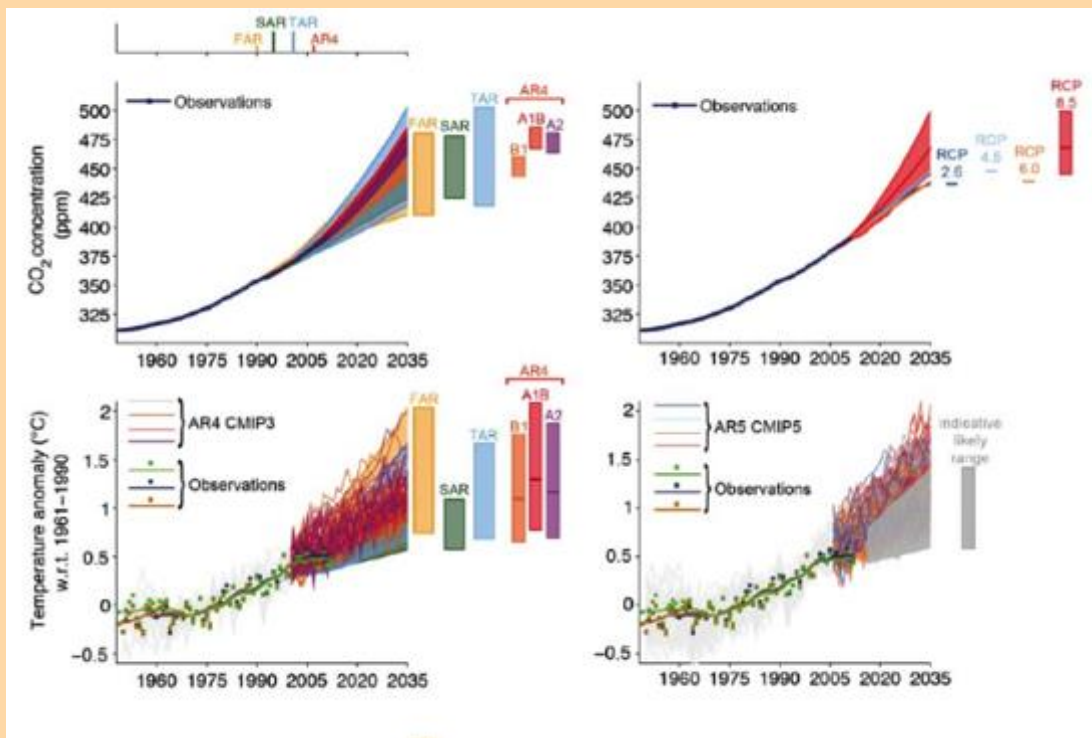 SAR TAR
FAR AR4
CO2 concentration
(ppm)
500
475
450
425
400
375
350
325
Observations
1960 1975 1990 2005 2020 2035
FAR
SAR
TAR
AR4
B1
A1B
A2
500
475
450
425
400
375
350
325
Observations
1960 1975 1990 2005 2020 2035
RCP
2.6
RCP
4.5
RCP
6.0
RCP
8.5
Temperature anomaly (°C)
w.r.t. 1961–1990
2
1.5
1
0.5
0
−0.5
AR4 CMIP3
Observations
1960 1975 1990 2005 2020 2035
FAR
SAR
TAR
AR4
B1
A1B
A2
2
1.5
1
0.5
0
−0.5
AR5 CMIP5
Observations
1960 1975 1990 2005 2020 2035
indicative
likely
range